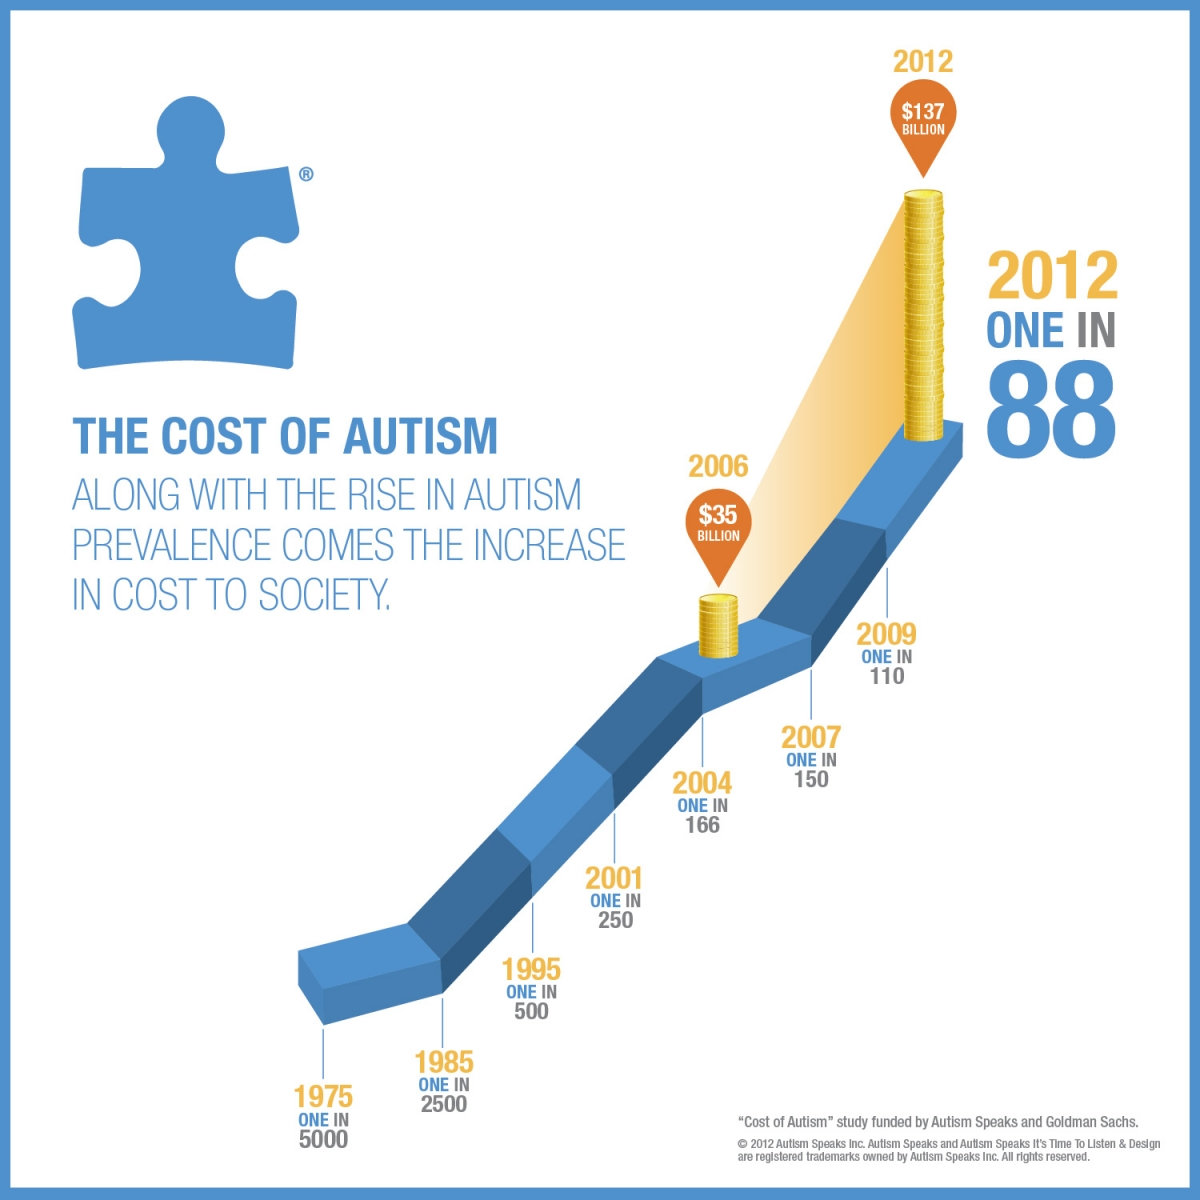 ®
THE COST OF AUTISM
ALONG WITH THE RISE IN AUTISM
PREVALENCE COMES THE INCREASE
IN COST TO SOCIETY.
2012
$137
BILLION
2012
ONE IN
88
2006
$35
BILLION
2009
ONE IN
110
2007
ONE IN
150
2004
ONE IN
166
2001
ONE IN
250
1995
ONE IN
500
1985
ONE IN
2500
1975
ONE IN
5000
“Cost of Autism” study funded by Autism Speaks and Goldman Sachs.
© 2012 Autism Speaks Inc. Autism Speaks and Autism Speaks It’s Time To Listen & Design
are registered trademarks owned by Autism Speaks Inc. All rights reserved.